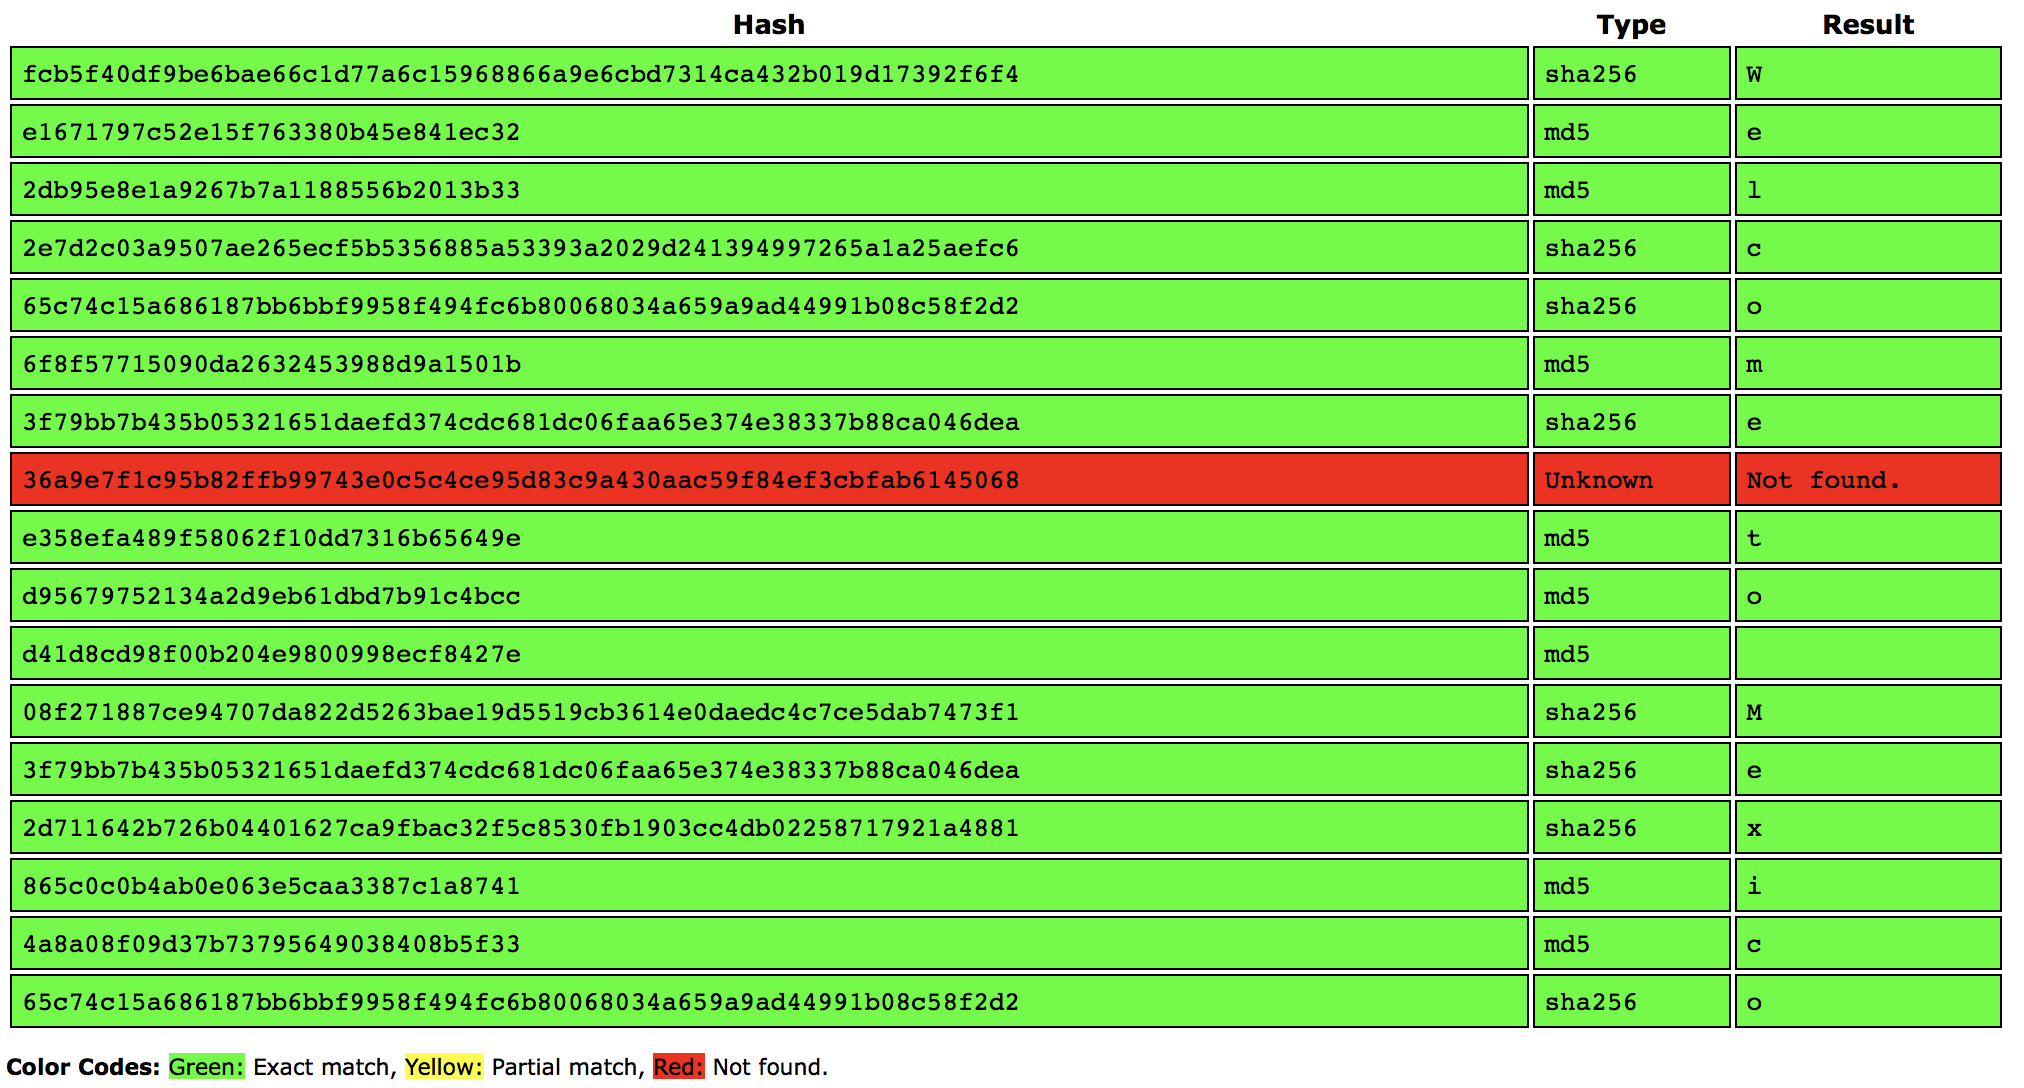 Hash Type Result
fcb5f40df9be6bae66c1d77a6c15968866a9e6cbd7314ca432b019d17392f6f4 sha256 W
e1671797c52e15f763380b45e841ec32 md5 e
2db95e8e1a9267b7a1188556b2013b33 md5 l
2e7d2c03a9507ae265ecf5b5356885a53393a2029d241394997265a1a25aefc6 sha256 c
65c74c15a686187bb6bbf9958f494fc6b80068034a659a9ad44991b08c58f2d2 sha256 o
6f8f57715090da2632453988d9a1501b md5 m
3f79bb7b435b05321651daefd374cdc681dc06faa65e374e38337b88ca046dea sha256 e
36a9e7f1c95b82ffb99743e0c5c4ce95d83c9a430aac59f84ef3cbfab6145068 Unknown Not found.
e358efa489f58062f10dd7316b65649e md5 t
d95679752134a2d9eb61dbd7b91c4bcc md5 o
d41d8cd98f00b204e9800998ecf8427e md5
08f271887ce94707da822d5263bae19d5519cb3614e0daedc4c7ce5dab7473f1 sha256 M
3f79bb7b435b05321651daefd374cdc681dc06faa65e374e38337b88ca046dea sha256 e
2d711642b726b04401627ca9fbac32f5c8530fb1903cc4db02258717921a4881 sha256 x
865c0c0b4ab0e063e5caa3387c1a8741 md5 i
4a8a08f09d37b73795649038408b5f33 md5 c
65c74c15a686187bb6bbf9958f494fc6b80068034a659a9ad44991b08c58f2d2 sha256 o
Color Codes: Green: Exact match, Yellow: Partial match, Red: Not found.